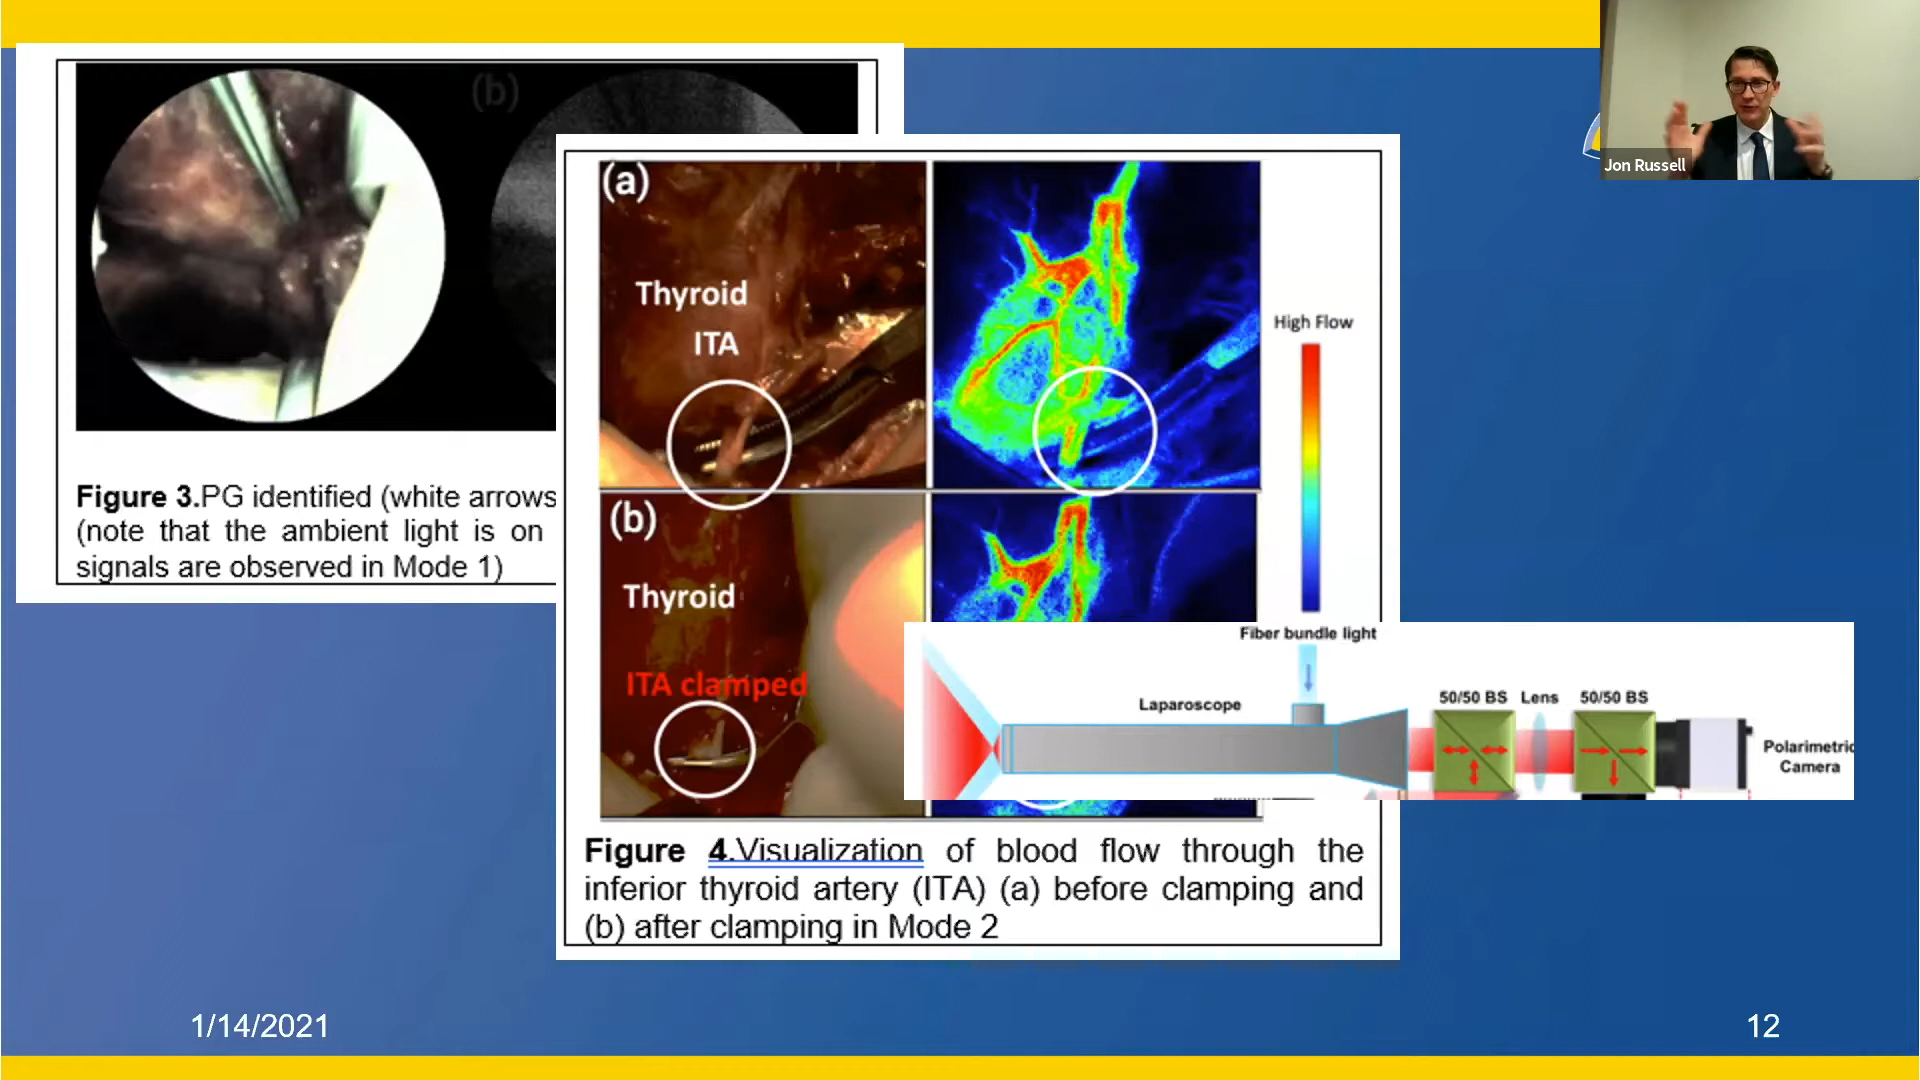 (b)
Figure 3.PG identified (white arrows
(note that the ambient light is on
signals are observed in Mode 1)
(a)
Thyroid
ITA
High Flow
(b)
Thyroid
ITA clamped
Figure 4.Visualization of blood flow through the
inferior thyroid artery (ITA) (a) before clamping and
(b) after clamping in Mode 2
Fiber bundle light
Laparoscope
50/50 BS
Lens
50/50 BS
Polarimetric
Camera
Jon Russell
1/14/2021
12